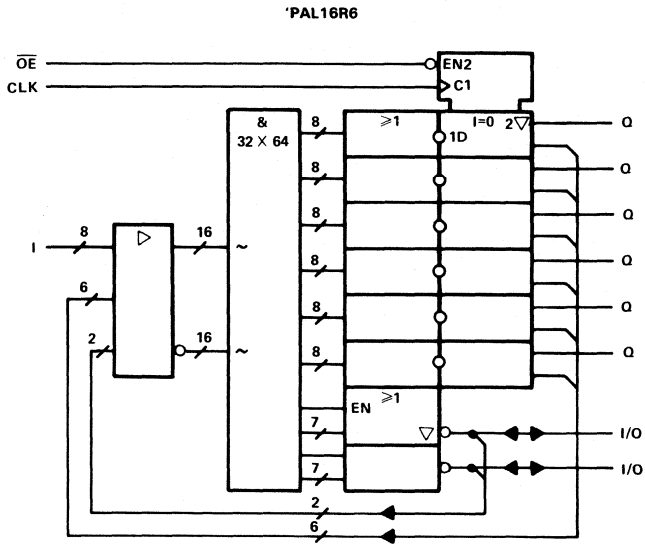 'PAL16R6
OE
EN2
CLK
C1
&
32 X 64
8
≥1
I=0 2▽
1D
Q
8
Q
8
Q
I
8
▷
16
~
8
Q
6
8
Q
2
16
~
8
Q
EN ≥1
7
▽
I/O
7
I/O
2
6